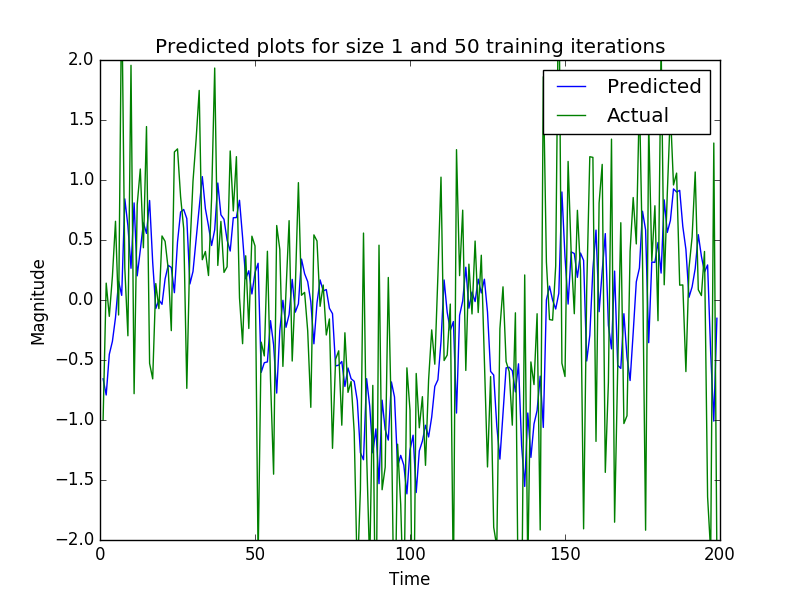 Predicted plots for size 1 and 50 training iterations
2.0
1.5
1.0
0.5
0.0
−0.5
−1.0
−1.5
−2.0
Magnitude
Predicted
Actual
0 50 100 150 200
Time